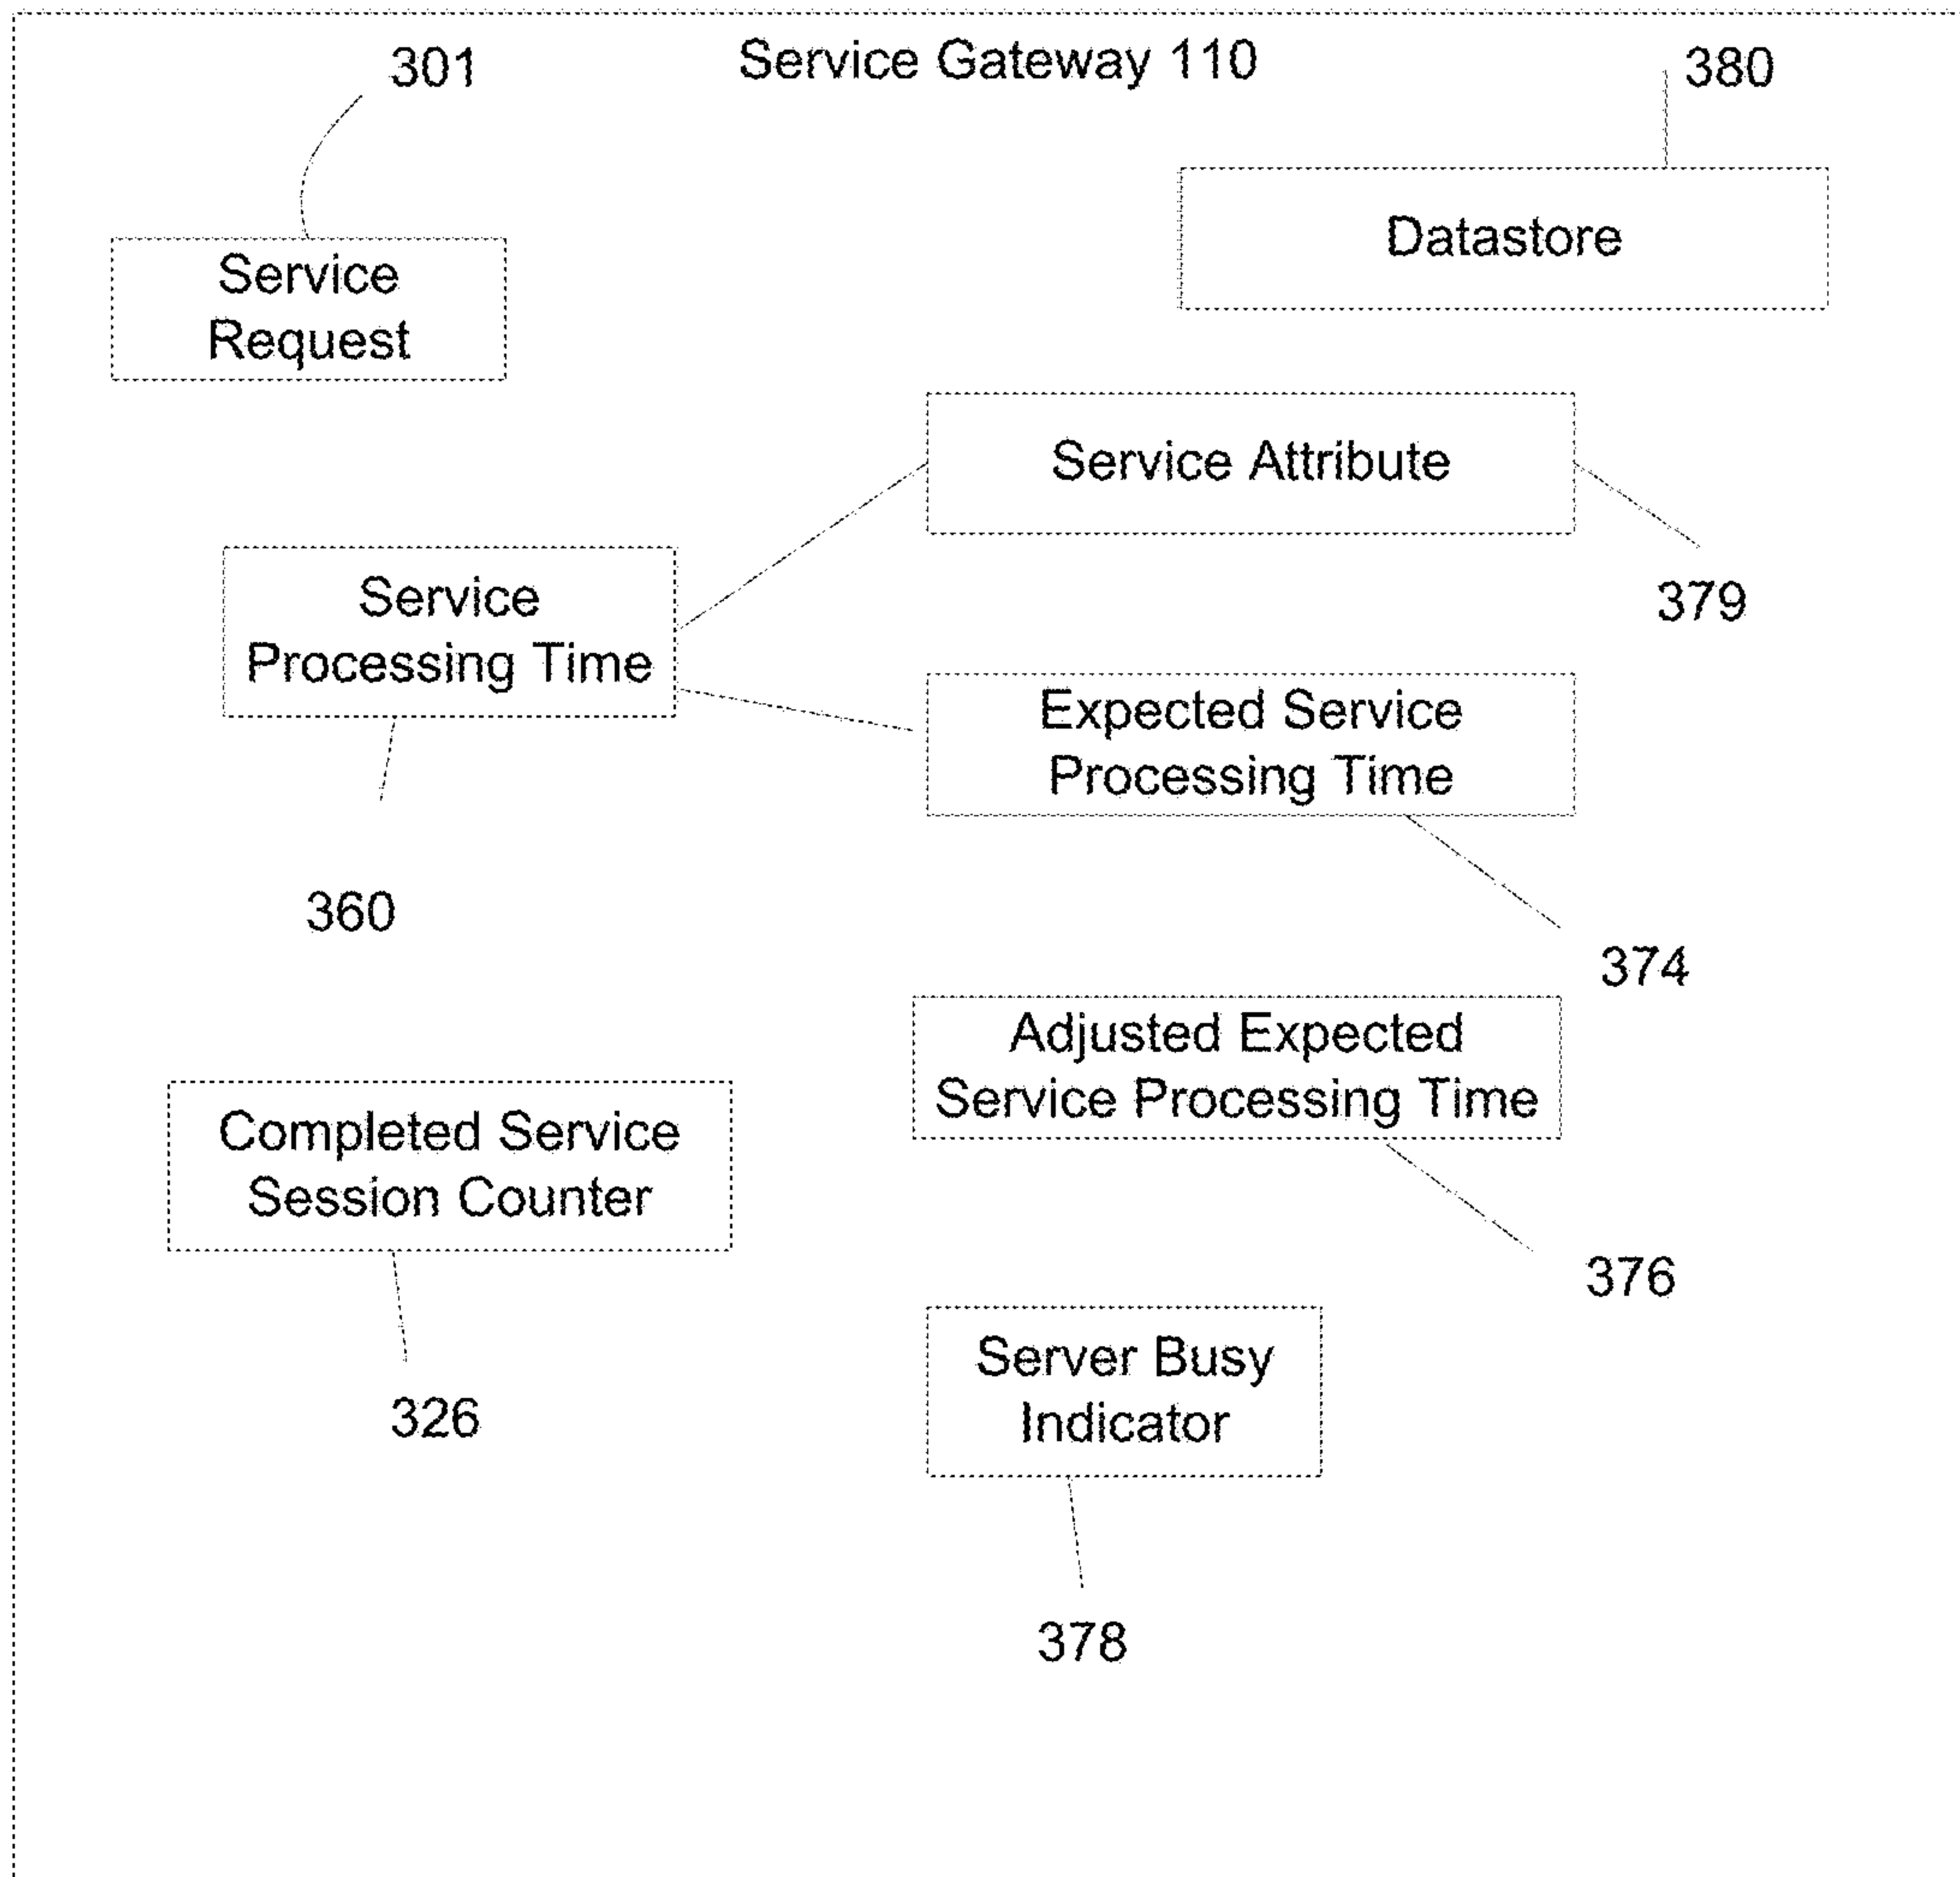 301
Service Gateway 110
380
Service
Request
Datastore
Service Attribute
379
Service
Processing Time
360
Expected Service
Processing Time
374
Adjusted Expected
Service Processing Time
376
Completed Service
Session Counter
326
Server Busy
Indicator
378